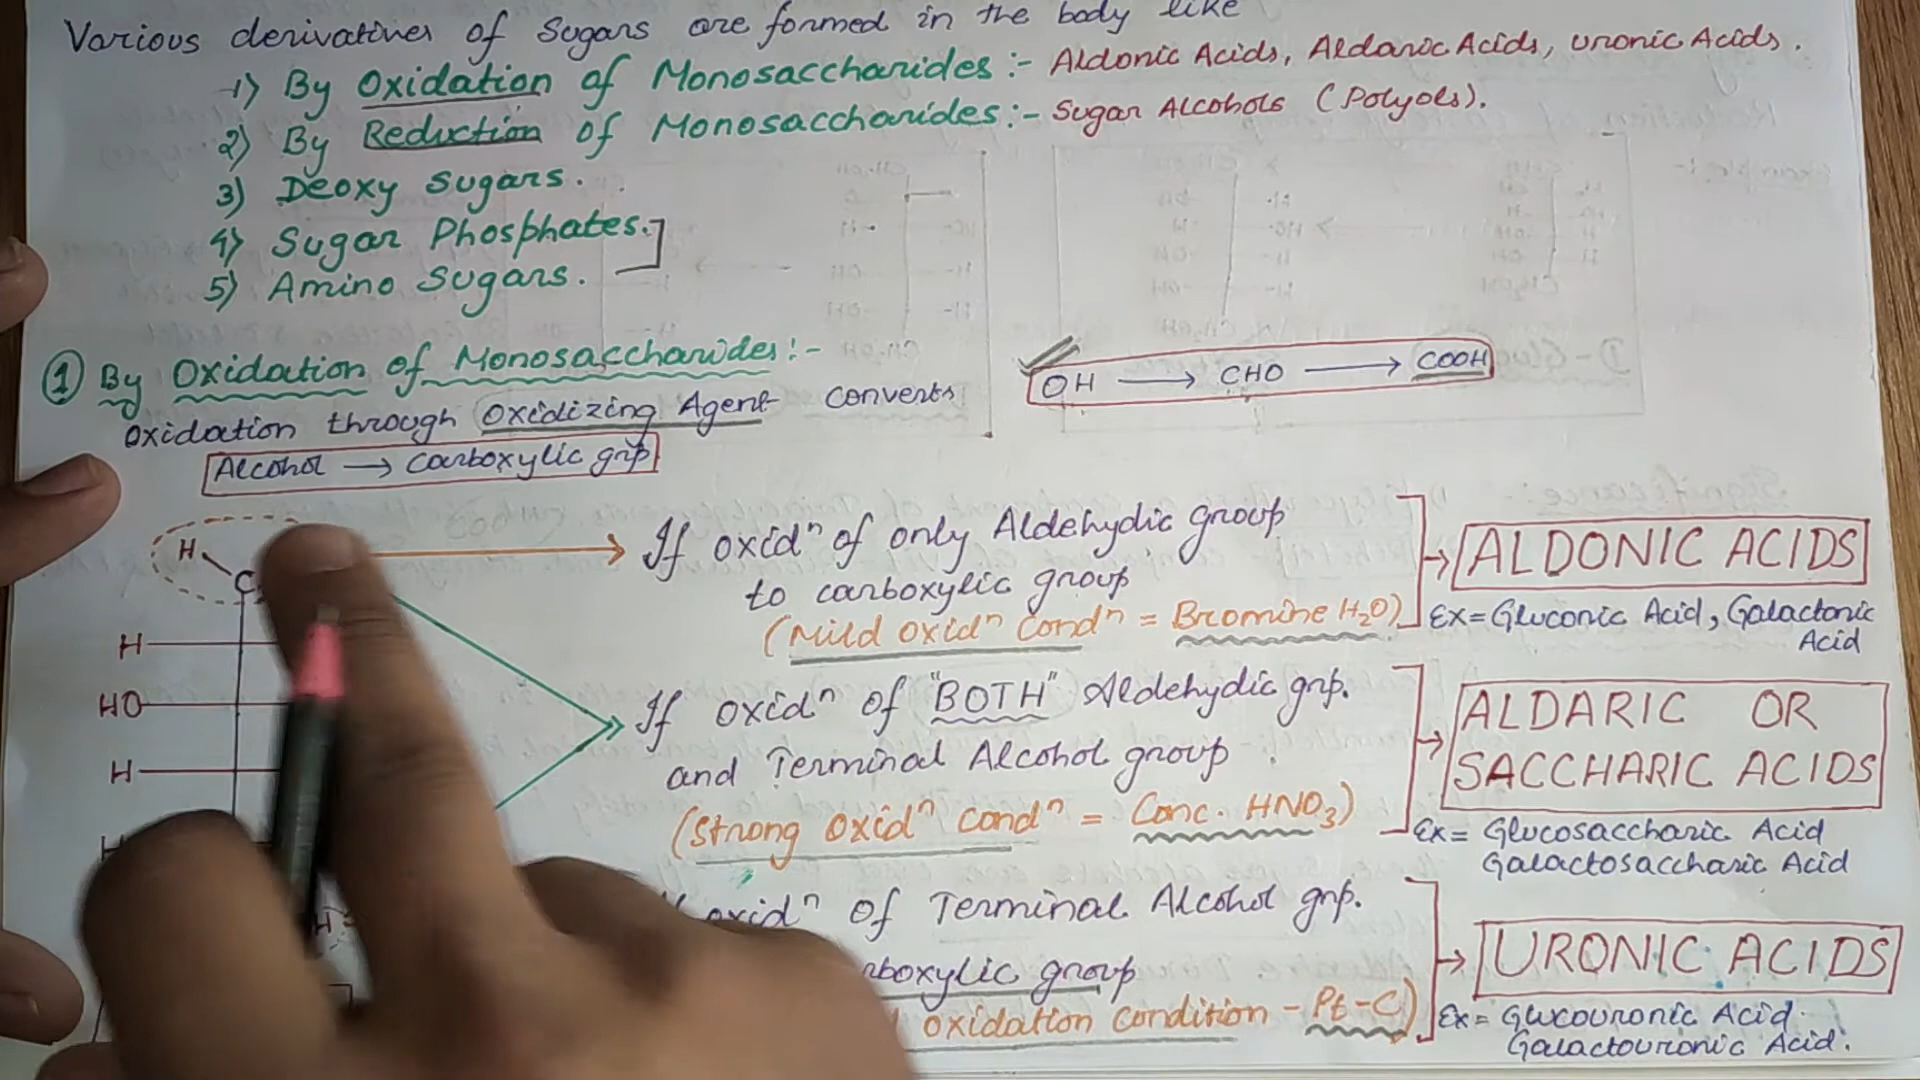 Various derivatives of Sugars are formed in the body like
1) By Oxidation of Monosaccharides :- Aldonic Acids, Aldaric Acids, Uronic Acids.
2) By Reduction of Monosaccharides :- Sugar Alcohols (Polyols).
3) Deoxy Sugars.
4) Sugar Phosphates.
5) Amino Sugars.
① By Oxidation of Monosaccharides :-
Oxidation through Oxidizing Agent converts
Alcohol → Carboxylic grp
OH → CHO → COOH
H
C
H
HO
H
H
If oxidⁿ of only Aldehydic group
to carboxylic group
(Mild oxidⁿ condⁿ = Bromine H2O)
ALDONIC ACIDS
Ex = Gluconic Acid, Galactonic
Acid
If oxidⁿ of "BOTH" Aldehydic grp.
and Terminal Alcohol group
(Strong oxidⁿ condⁿ = Conc. HNO3)
ALDARIC OR
SACCHARIC ACIDS
Ex = Glucosaccharic Acid
Galactosaccharic Acid
oxidⁿ of Terminal Alcohol grp.
group
oxidation condition - Pt-C)
URONIC ACIDS
Ex = Glucouronic Acid.
Galactouronic Acid.